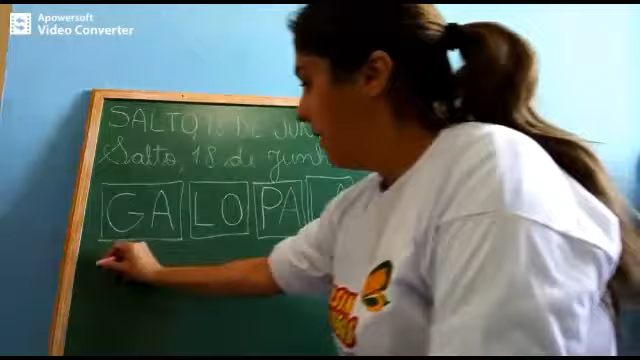 Apowersoft
Video Converter
SALTO, 18 DE JUN
Salto, 18 de junh
GA LO PA